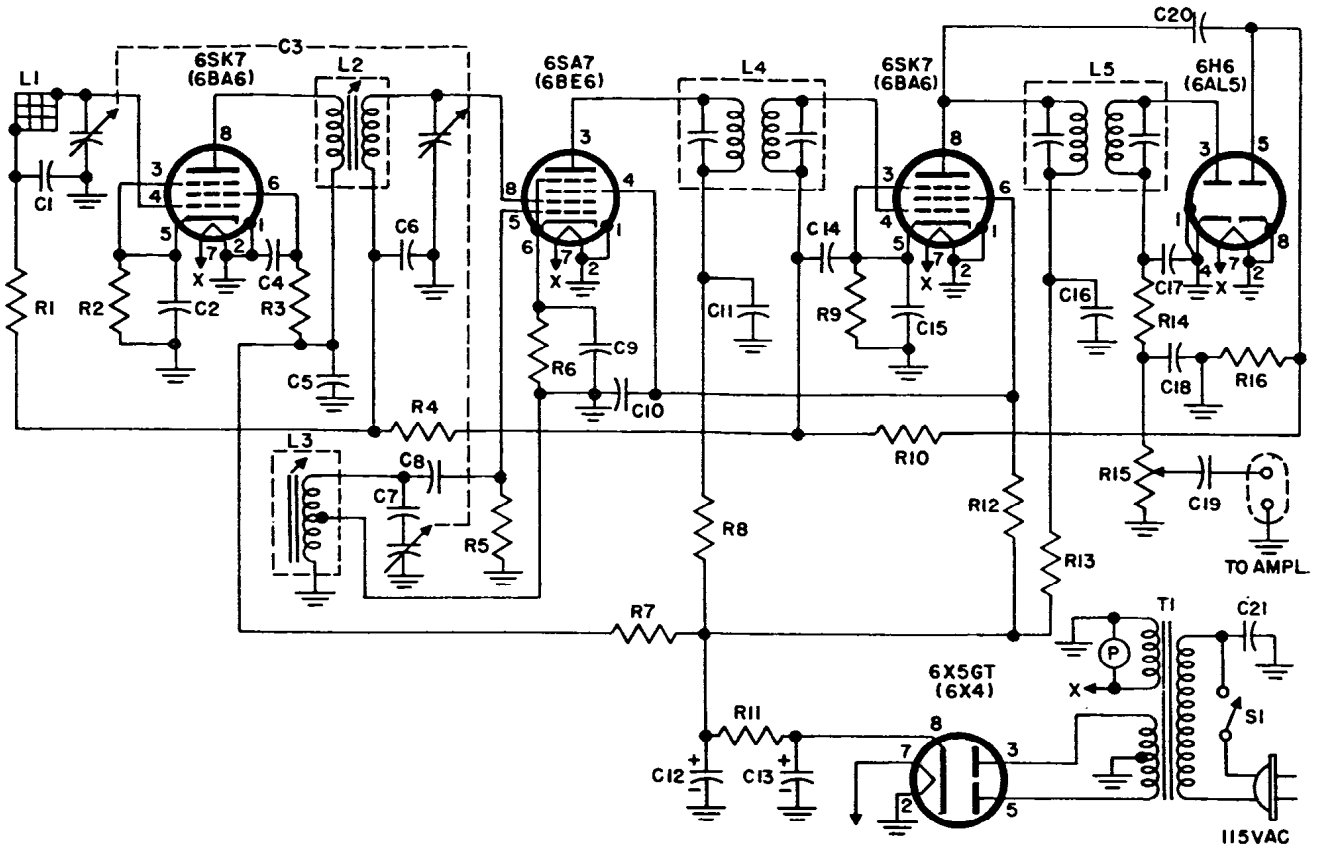 C20
C3
6SK7
(6BA6)
6SA7
(6BE6)
6SK7
(6BA6)
6H6
(6AL5)
L1
L2
L4
L5
8
3
8
3
5
3
4
6
8
5
4
3
4
6
C1
5
7
2
1
C4
C6
6
7
2
1
C14
5
7
2
1
1
4
7
2
8
X
X
X
X
C17
R1
R2
C2
R3
C11
R9
C15
C16
R14
C5
R6
C9
C10
C18
R16
R4
R10
L3
C8
C7
R5
R8
R12
R15
C19
R13
TO AMPL.
R7
T1
C21
P
X
6X5GT
(6X4)
S1
R11
8
7
3
+
C12
-
+
C13
-
2
5
115VAC